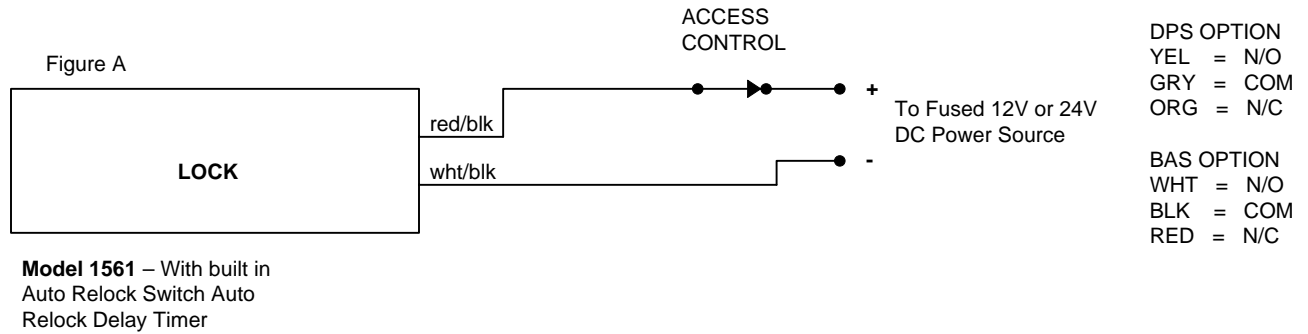 Figure A
ACCESS
CONTROL
red/blk
wht/blk
LOCK
+
-
To Fused 12V or 24V
DC Power Source
Model 1561 – With built in
Auto Relock Switch Auto
Relock Delay Timer
DPS OPTION
YEL = N/O
GRY = COM
ORG = N/C
BAS OPTION
WHT = N/O
BLK = COM
RED = N/C